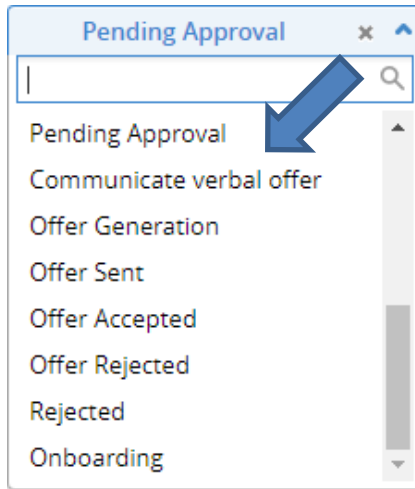 Pending Approval
Pending Approval
Communicate verbal offer
Offer Generation
Offer Sent
Offer Accepted
Offer Rejected
Rejected
Onboarding